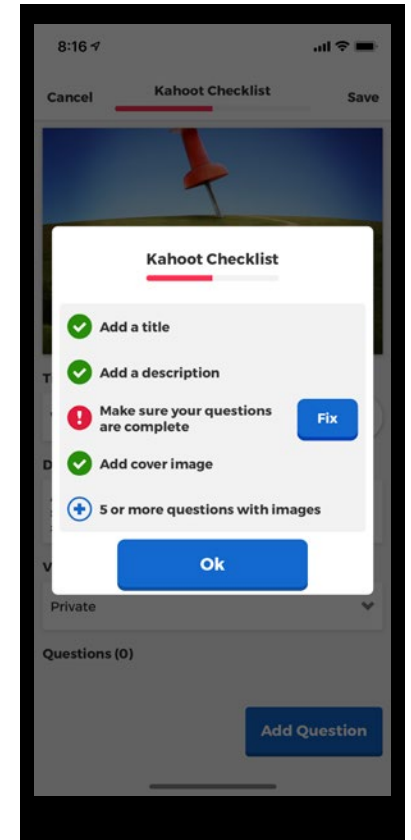 8:16
Cancel
Kahoot Checklist
Save
Kahoot Checklist
Add a title
Add a description
Make sure your questions
are complete
Fix
Add cover image
5 or more questions with images
Ok
Private
Questions (0)
Add Question